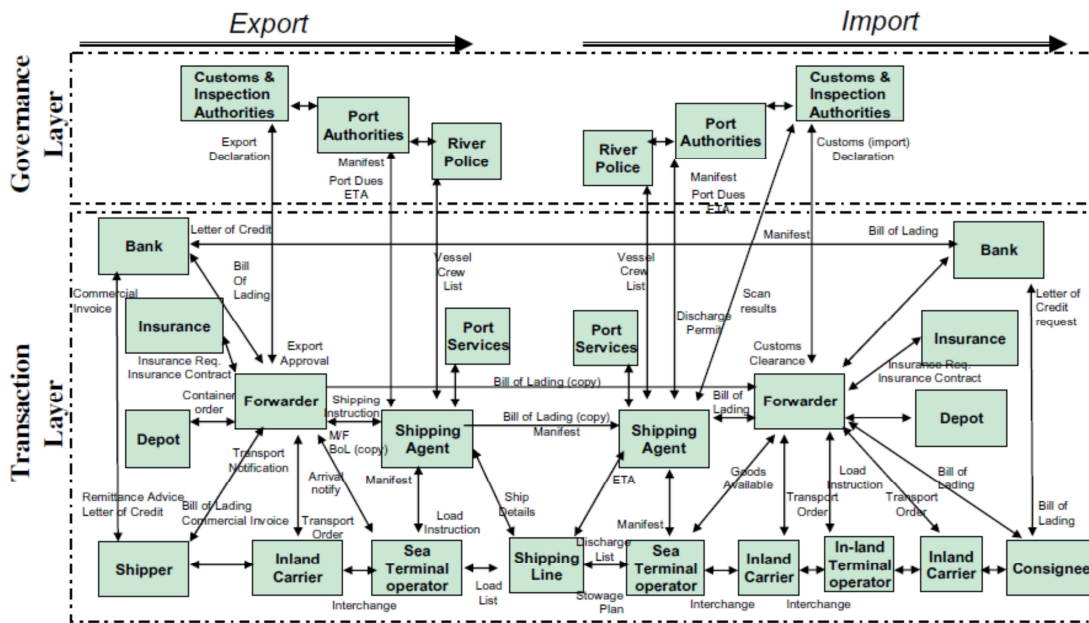 Export
Import
Governance
Layer
Customs &
Inspection
Authorities
Port
Authorities
River
Police
Export
Declaration
Manifest
Port Dues
ETA
River
Police
Port
Authorities
Customs &
Inspection
Authorities
Manifest
Port Dues
ETA
Customs (import)
Declaration
Transaction
Layer
Bank
Letter of Credit
Commercial
Invoice
Bill
Of
Lading
Vessel
Crew
List
Vessel
Crew
List
Manifest
Bill of Lading
Bank
Insurance
Insurance Req.
Insurance Contract
Export
Approval
Port
Services
Port
Services
Discharge
Permit
Scan
results
Customs
Clearance
Letter of
Credit
request
Insurance
Insurance Req.
Insurance Contract
Container
order
Depot
Forwarder
Shipping
Instruction
M/F
BoL (copy)
Shipping
Agent
Bill of Lading (copy)
Bill of Lading (copy)
Manifest
Shipping
Agent
Bill of
Lading
Forwarder
Depot
Transport
Notification
Arrival
notify
Manifest
Load
Instruction
Ship
Details
ETA
Manifest
Goods
Available
Load
Instruction
Transport
Order
Transport
Order
Bill of
Lading
Bill of
Lading
Remittance Advice
Letter of Credit
Bill of Lading
Commercial Invoice
Transport
Order
Discharge
List
Shipper
Inland
Carrier
Sea
Terminal
operator
Shipping
Line
Sea
Terminal
operator
Inland
Carrier
In-land
Terminal
operator
Inland
Carrier
Consignee
Interchange
Load
List
Stowage
Plan
Interchange
Interchange